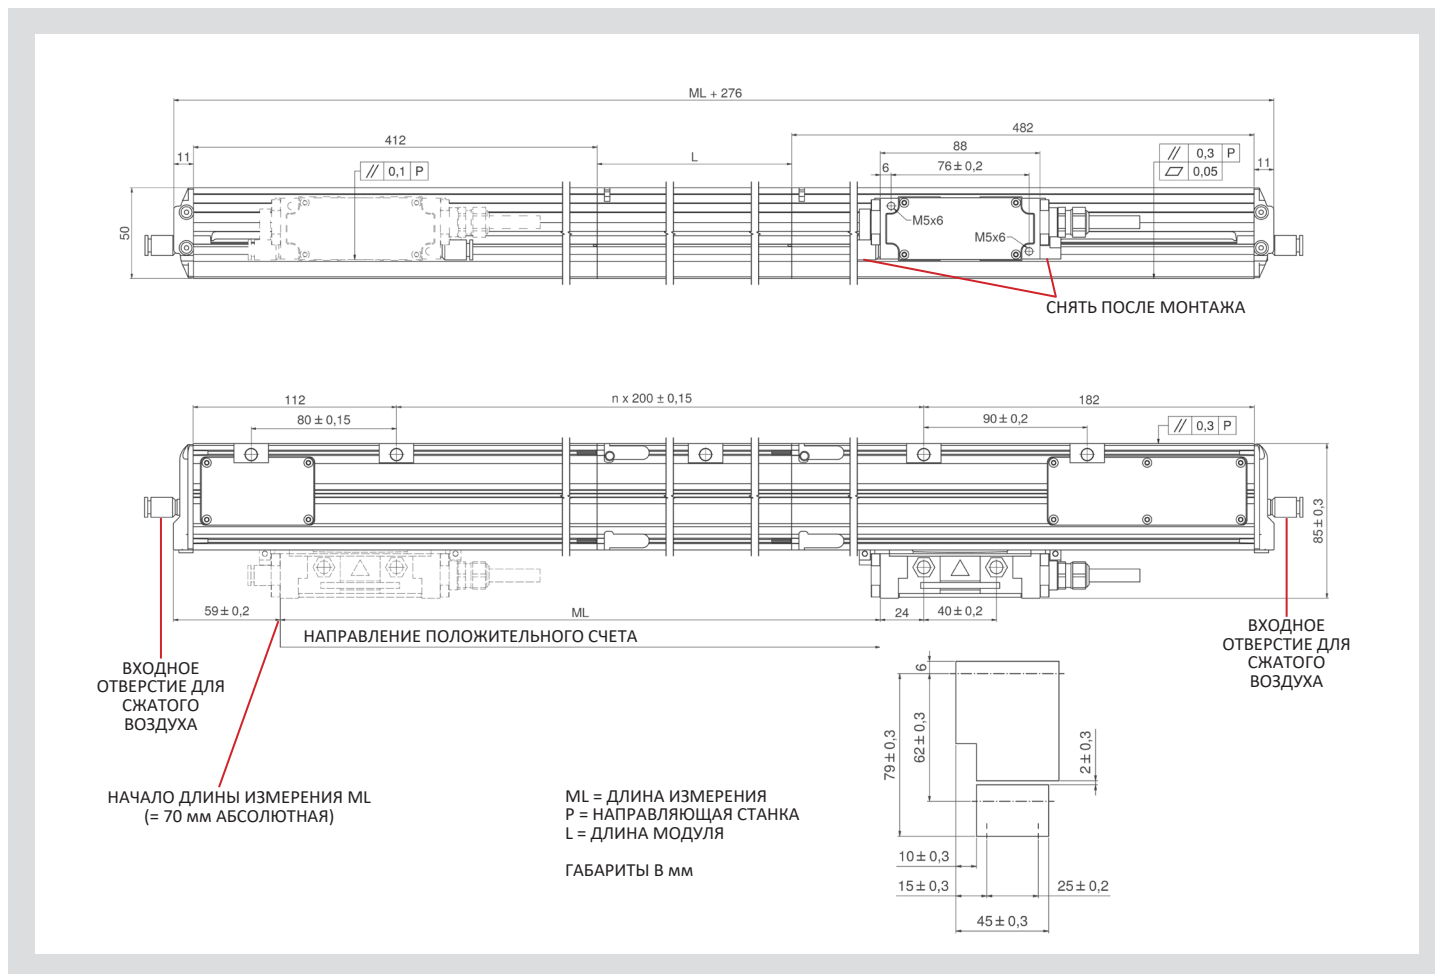 ML + 276
412
482
L
88
11
// 0,1 P
6
76 ± 0,2
// 0,3 P
⏥ 0,05
11
50
M5x6
M5x6
СНЯТЬ ПОСЛЕ МОНТАЖА
112
n x 200 ± 0,15
182
80 ± 0,15
90 ± 0,2
// 0,3 P
85 ± 0,3
59 ± 0,2
ML
24
40 ± 0,2
НАПРАВЛЕНИЕ ПОЛОЖИТЕЛЬНОГО СЧЕТА
ВХОДНОЕ
ОТВЕРСТИЕ ДЛЯ
СЖАТОГО
ВОЗДУХА
ВХОДНОЕ
ОТВЕРСТИЕ ДЛЯ
СЖАТОГО
ВОЗДУХА
6
62 ± 0,3
79 ± 0,3
2 ± 0,3
НАЧАЛО ДЛИНЫ ИЗМЕРЕНИЯ ML
(= 70 мм АБСОЛЮТНАЯ)
ML = ДЛИНА ИЗМЕРЕНИЯ
P = НАПРАВЛЯЮЩАЯ СТАНКА
L = ДЛИНА МОДУЛЯ
ГАБАРИТЫ В мм
10 ± 0,3
15 ± 0,3
25 ± 0,2
45 ± 0,3